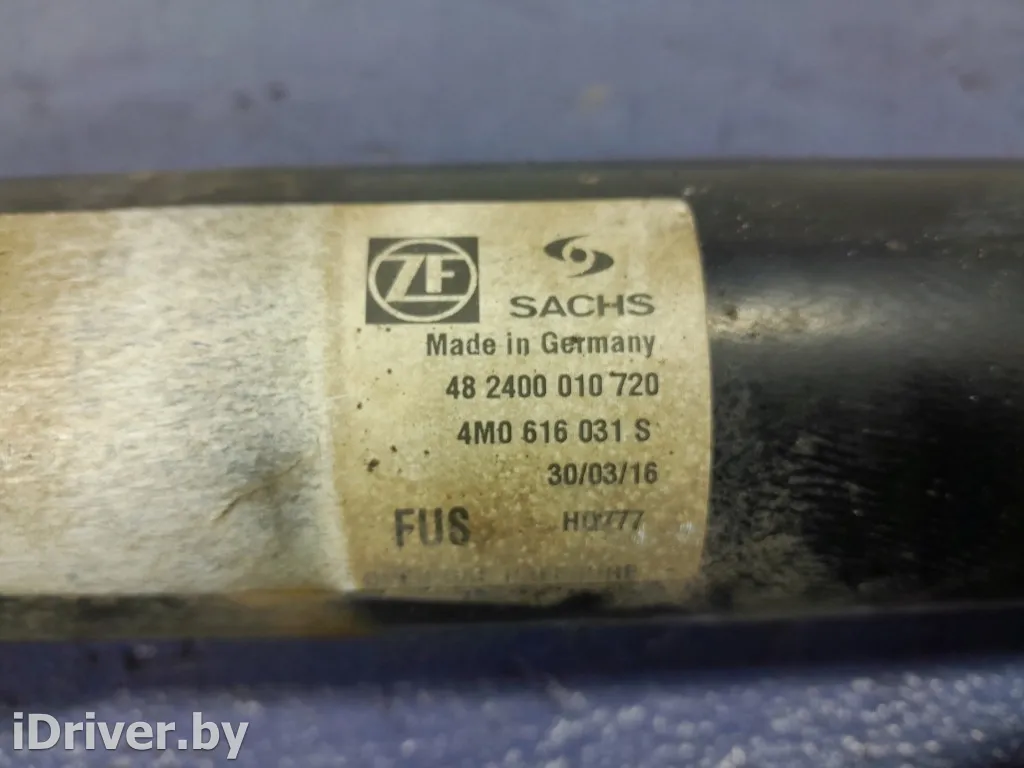 ZF
SACHS
Made in Germany
48 2400 010 720
4M0 616 031 S
30/03/16
FUS
iDriver.by